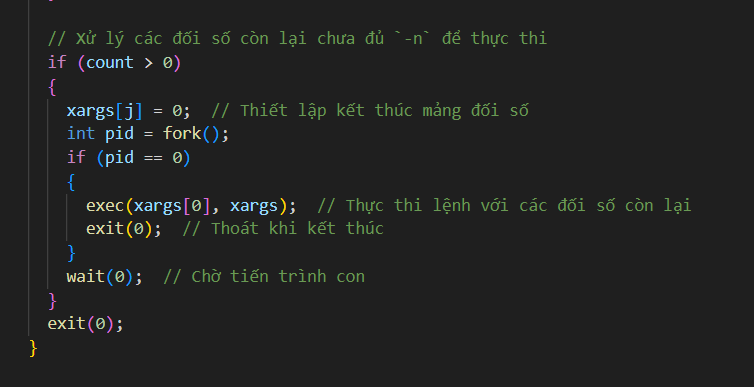 // Xử lý các đối số còn lại chưa đủ `-n` để thực thi
if (count > 0)
{
xargs[j] = 0;  // Thiết lập kết thúc mảng đối số
int pid = fork();
if (pid == 0)
{
exec(xargs[0], xargs);  // Thực thi lệnh với các đối số còn lại
exit(0);  // Thoát khi kết thúc
}
wait(0);  // Chờ tiến trình con
}
exit(0);
}